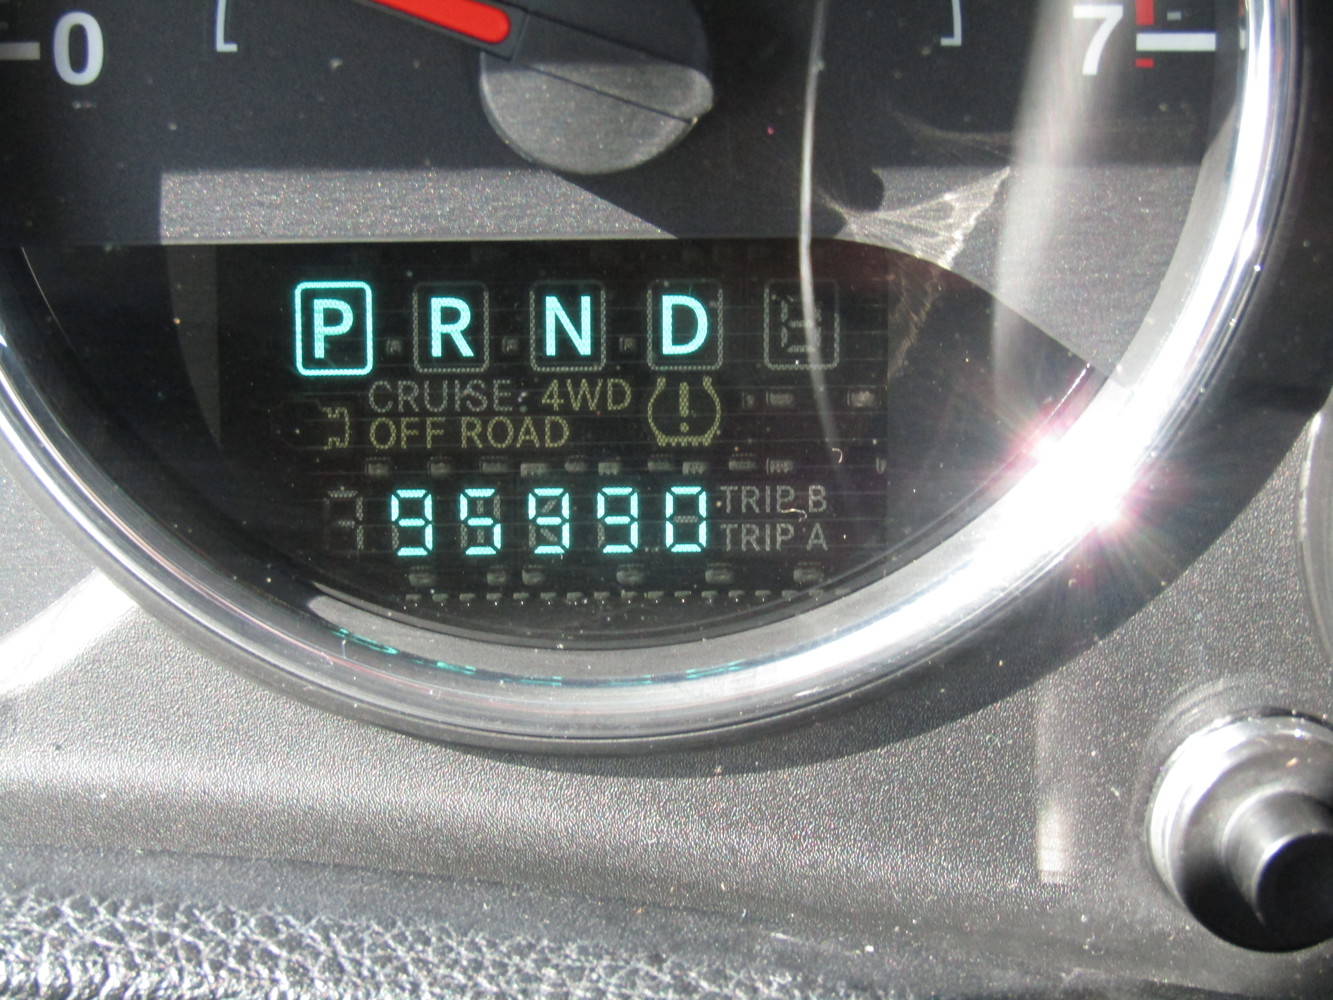 0 7
P R N D
CRUISE 4WD
OFF ROAD
95990 TRIP B
TRIP A